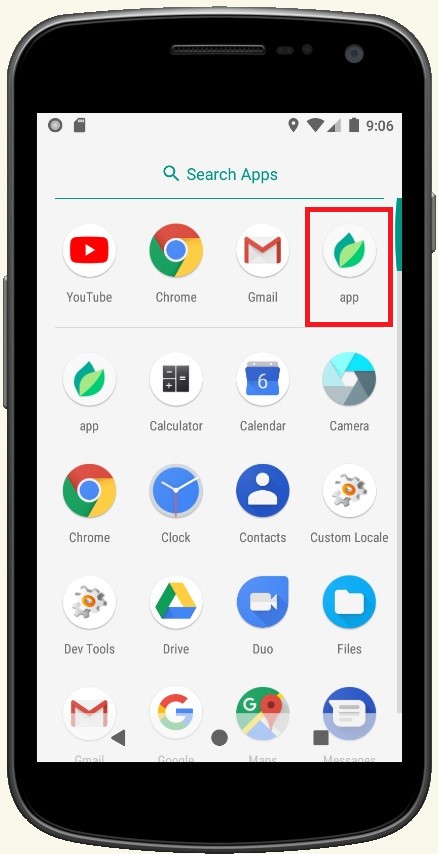 9:06
Search Apps
YouTube Chrome Gmail app
app Calculator Calendar Camera
6
Chrome Clock Contacts Custom Locale
Dev Tools Drive Duo Files
G
Gmail Google Maps Messages